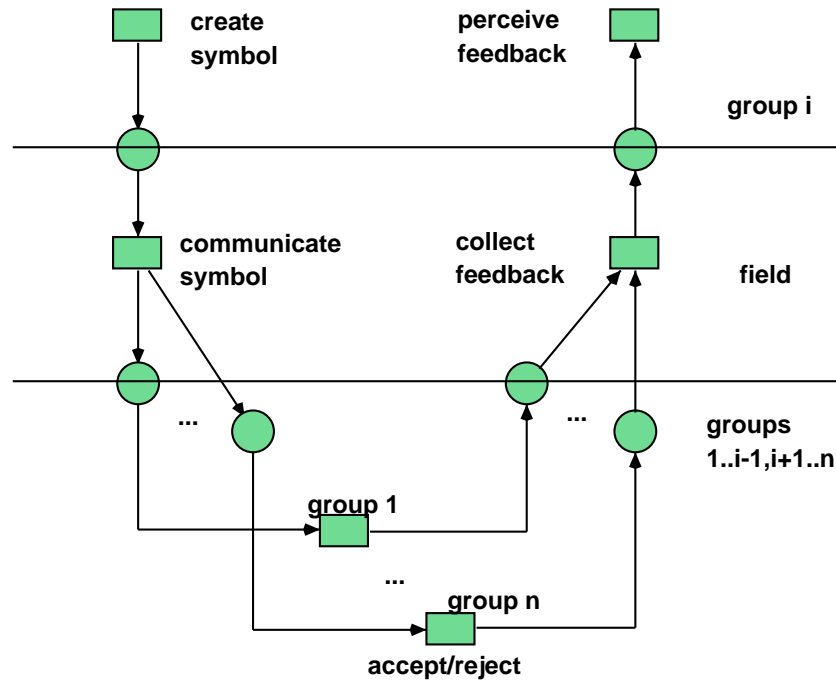 create
symbol
perceive
feedback
group i
communicate
symbol
collect
feedback
field
...
...
groups
1..i-1,i+1..n
group 1
...
group n
accept/reject